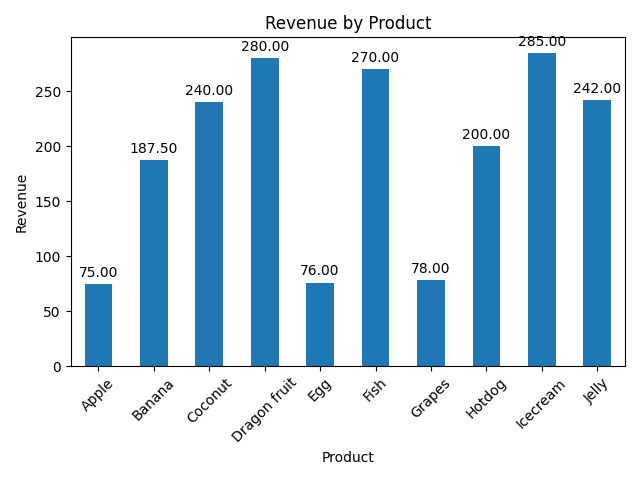 Revenue by Product
Revenue
250
200
150
100
50
0
75.00
187.50
240.00
280.00
76.00
270.00
78.00
200.00
285.00
242.00
Apple
Banana
Coconut
Dragon fruit
Egg
Fish
Grapes
Hotdog
Icecream
Jelly
Product